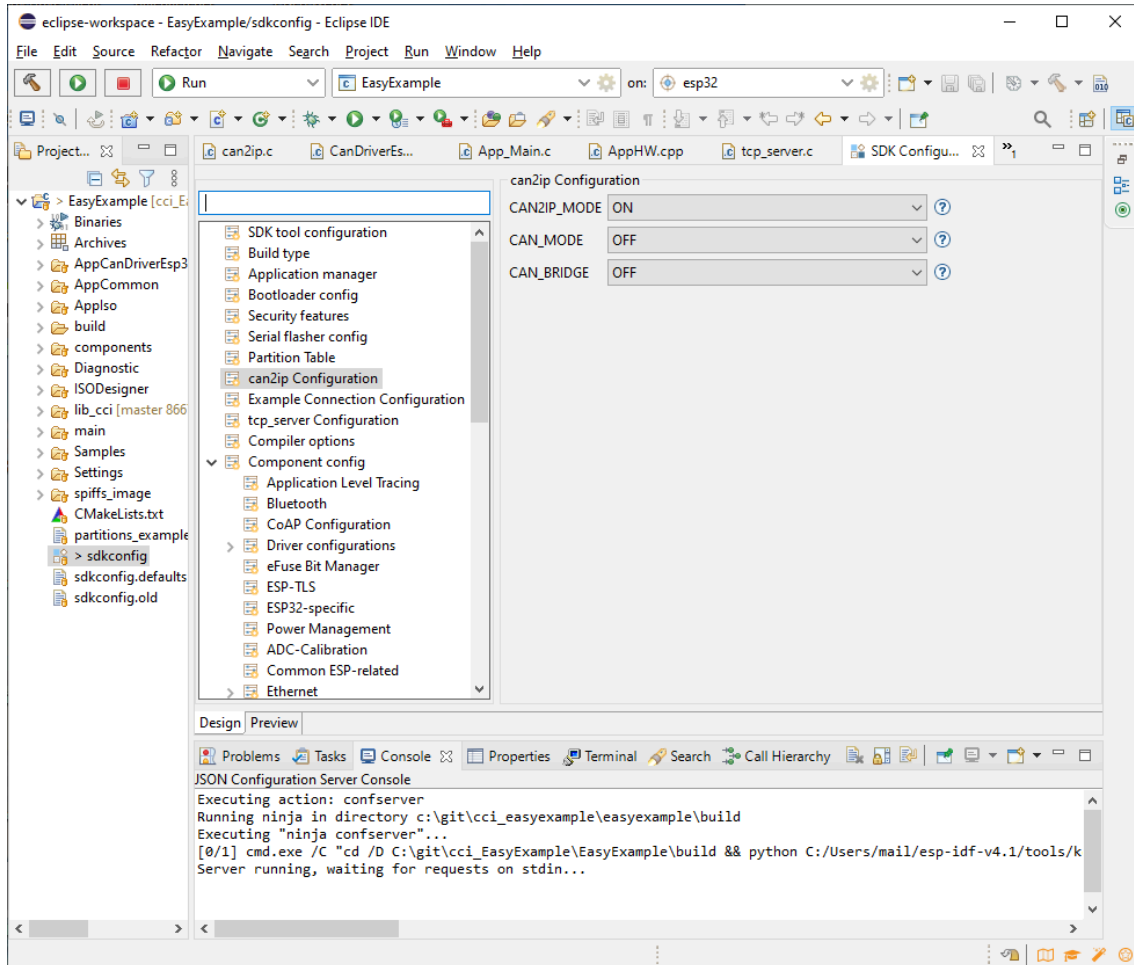 eclipse-workspace - EasyExample/sdkconfig - Eclipse IDE
File Edit Source Refactor Navigate Search Project Run Window Help
Run EasyExample on: esp32
Project... can2ip.c CanDriverEs... App_Main.c AppHW.cpp tcp_server.c SDK Configu... »1
> EasyExample [cci_E
Binaries
Archives
AppCanDriverEsp3
AppCommon
AppIso
build
components
Diagnostic
ISODesigner
lib_cci [master 866
main
Samples
Settings
spiffs_image
CMakeLists.txt
partitions_example
> sdkconfig
sdkconfig.defaults
sdkconfig.old
SDK tool configuration
Build type
Application manager
Bootloader config
Security features
Serial flasher config
Partition Table
can2ip Configuration
Example Connection Configuration
tcp_server Configuration
Compiler options
Component config
Application Level Tracing
Bluetooth
CoAP Configuration
Driver configurations
eFuse Bit Manager
ESP-TLS
ESP32-specific
Power Management
ADC-Calibration
Common ESP-related
Ethernet
can2ip Configuration
CAN2IP_MODE ON
CAN_MODE OFF
CAN_BRIDGE OFF
Design Preview
Problems Tasks Console Properties Terminal Search Call Hierarchy
JSON Configuration Server Console
Executing action: confserver
Running ninja in directory c:\git\cci_easyexample\easyexample\build
Executing "ninja confserver"...
[0/1] cmd.exe /C "cd /D C:\git\cci_EasyExample\EasyExample\build && python C:/Users/mail/esp-idf-v4.1/tools/k
Server running, waiting for requests on stdin...